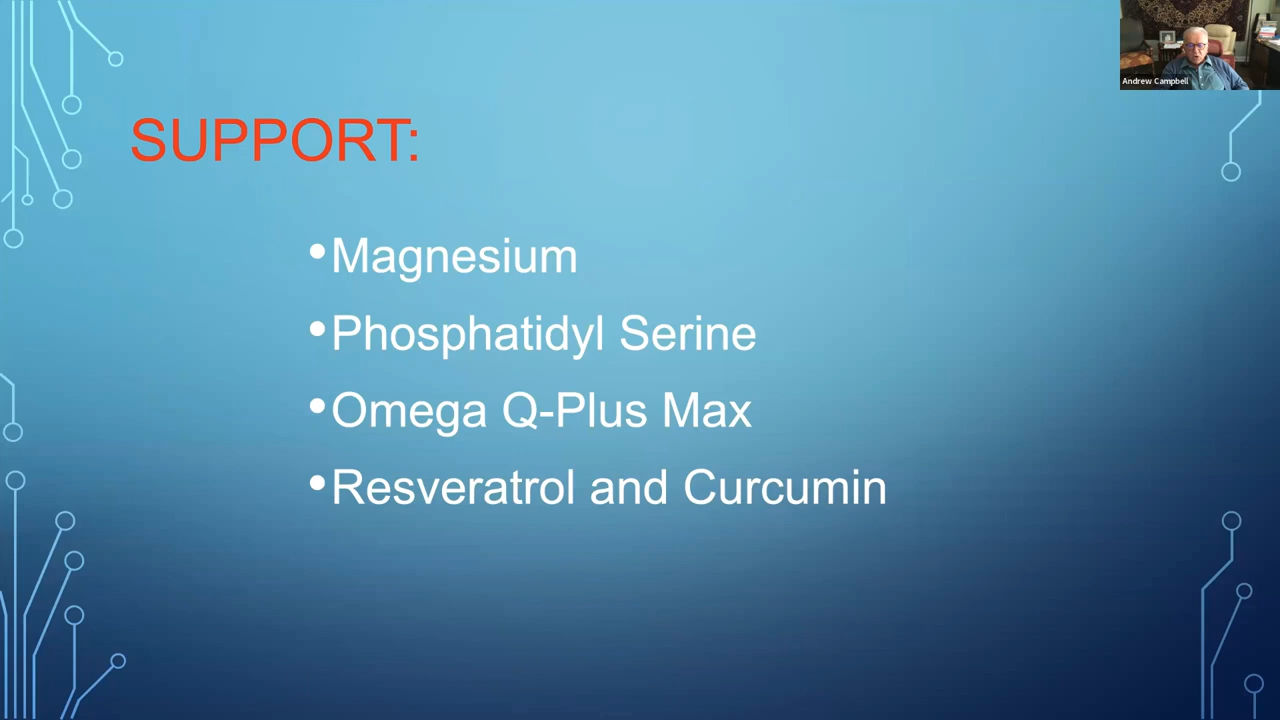 Andrew Campbell
SUPPORT:
•Magnesium
•Phosphatidyl Serine
•Omega Q-Plus Max
•Resveratrol and Curcumin